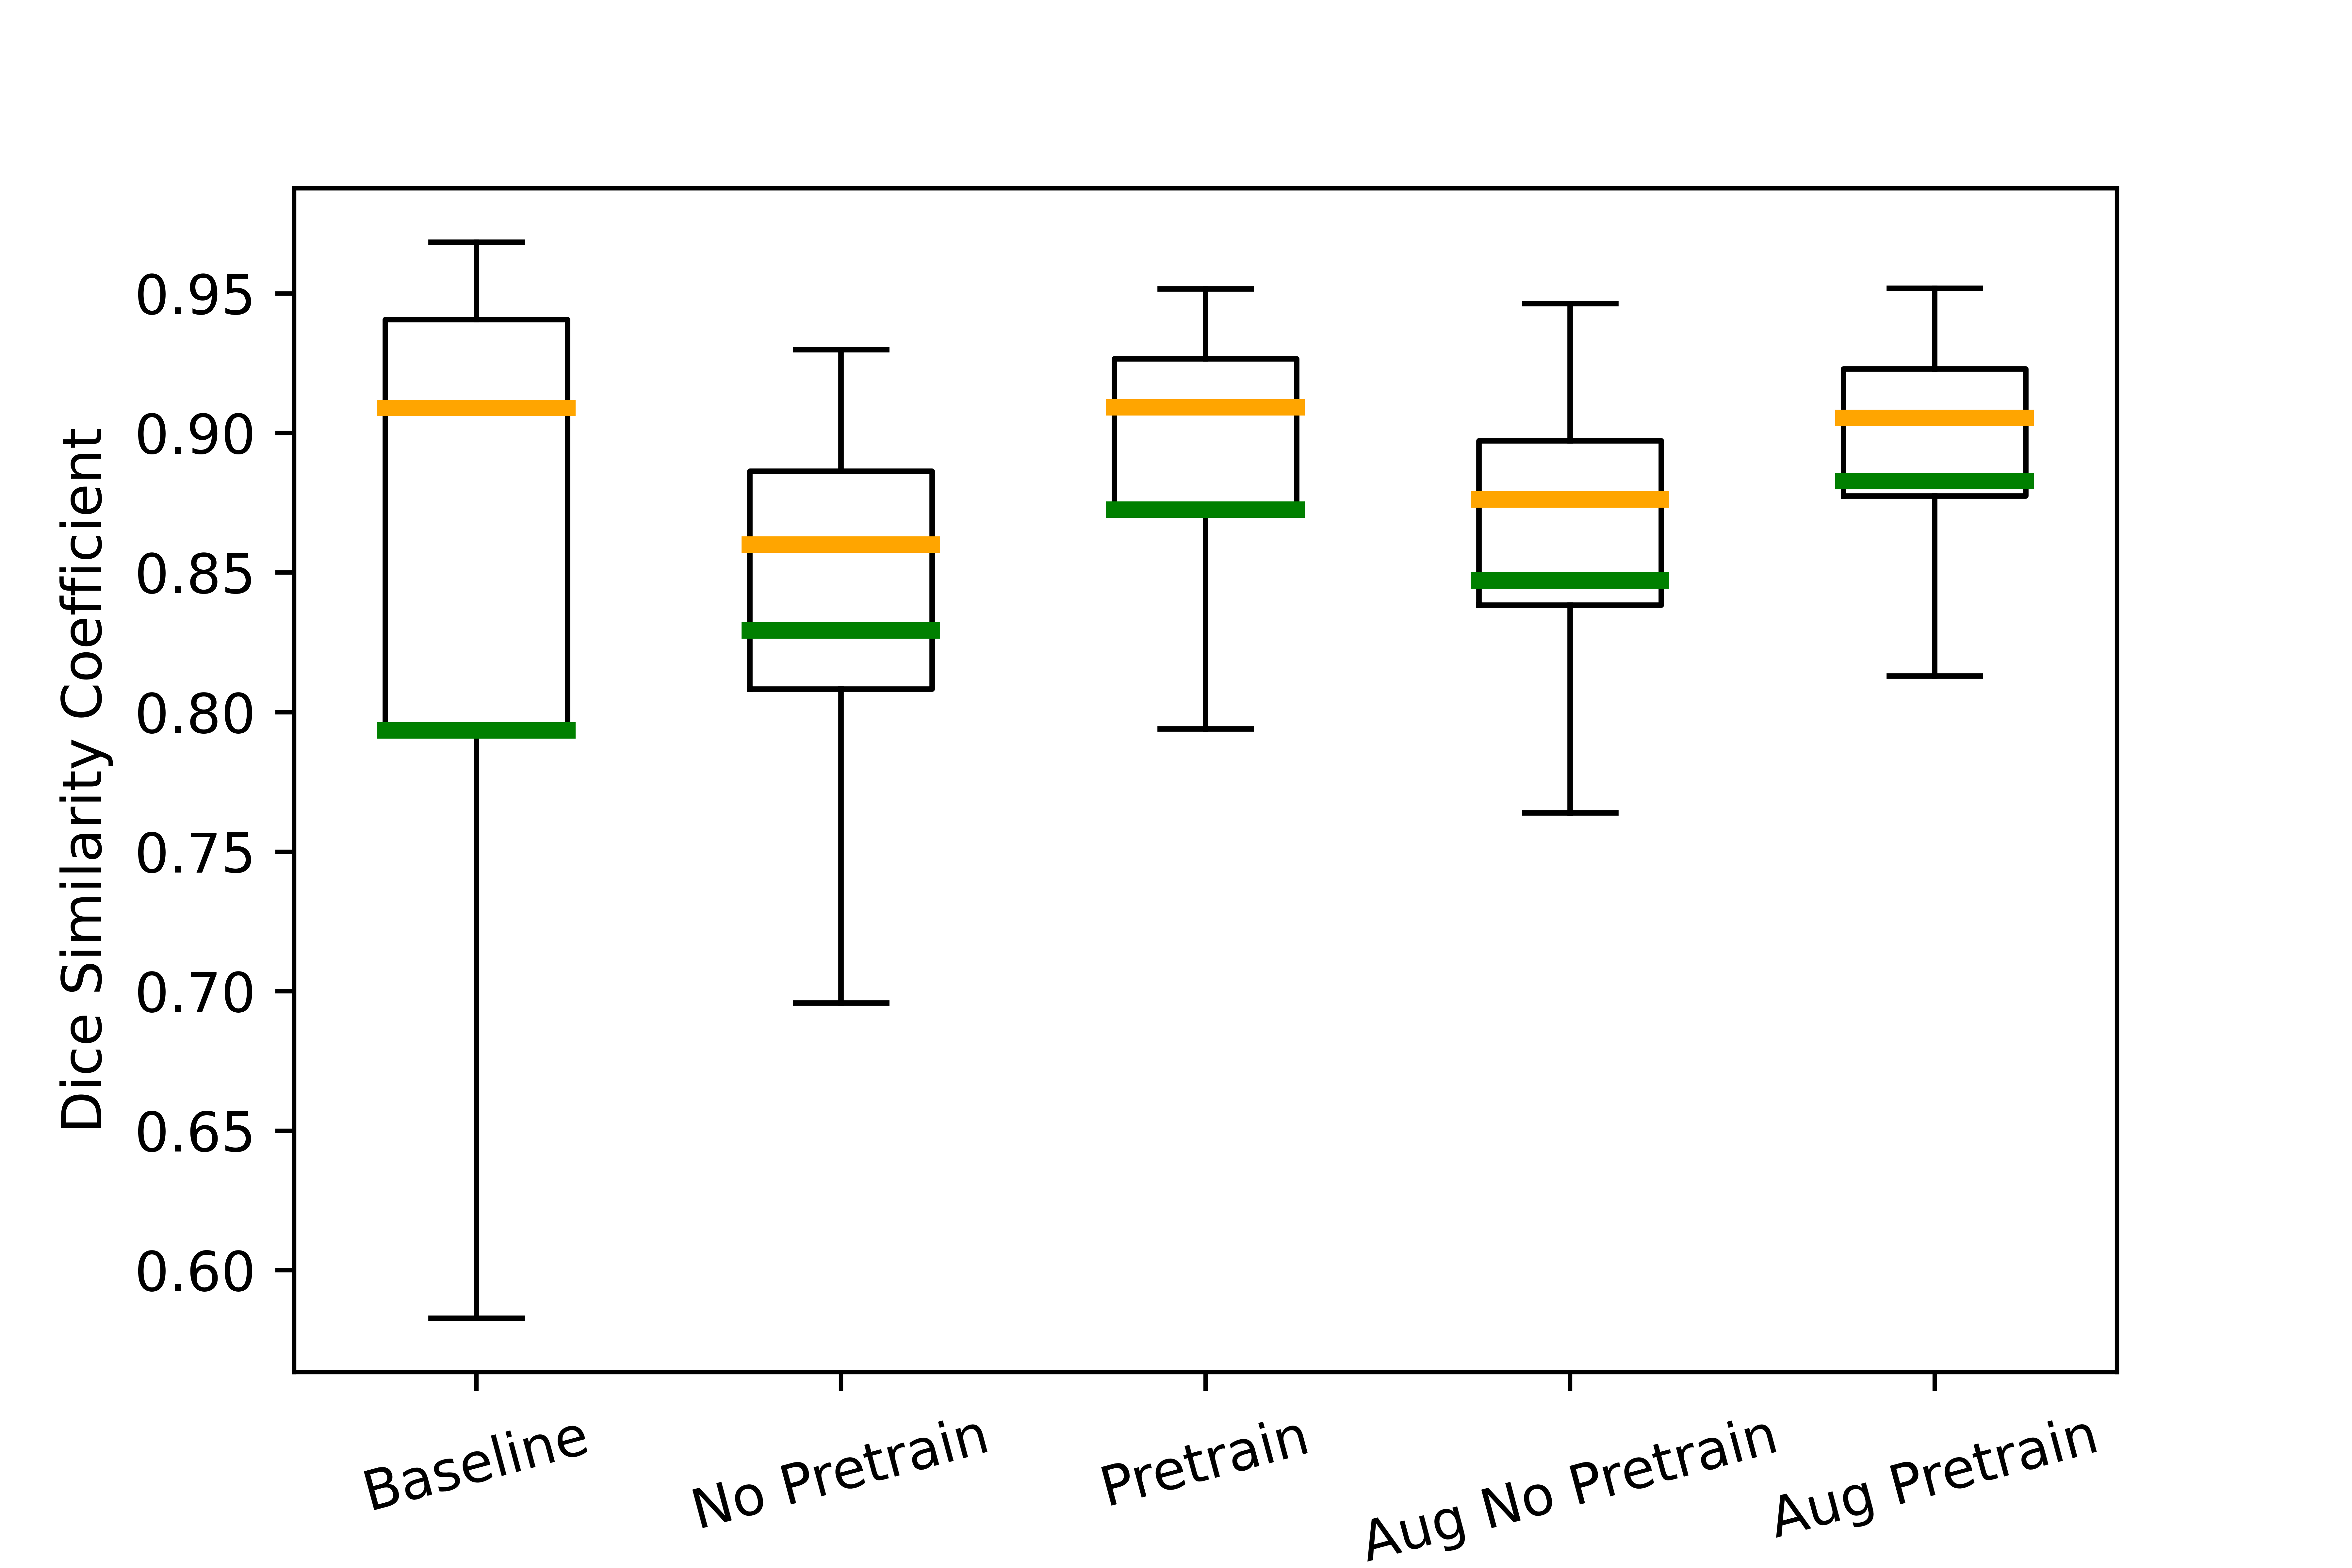 Dice Similarity Coefficient
0.95
0.90
0.85
0.80
0.75
0.70
0.65
0.60
Baseline
No Pretrain
Pretrain
Aug No Pretrain
Aug Pretrain